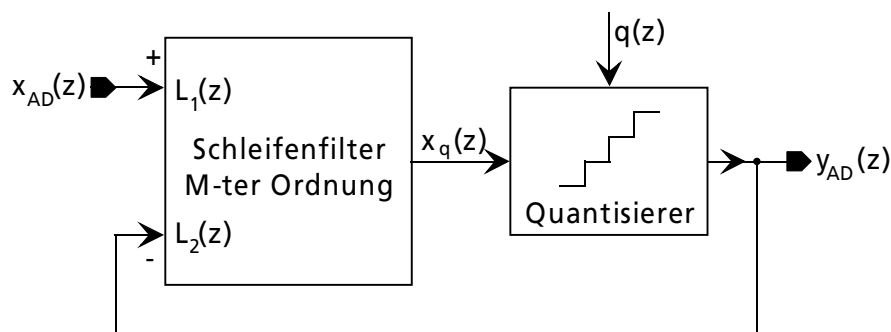 q(z)
+
x_AD(z)
L_1(z)
Schleifenfilter
M-ter Ordnung
x_q(z)
Quantisierer
y_AD(z)
L_2(z)
-